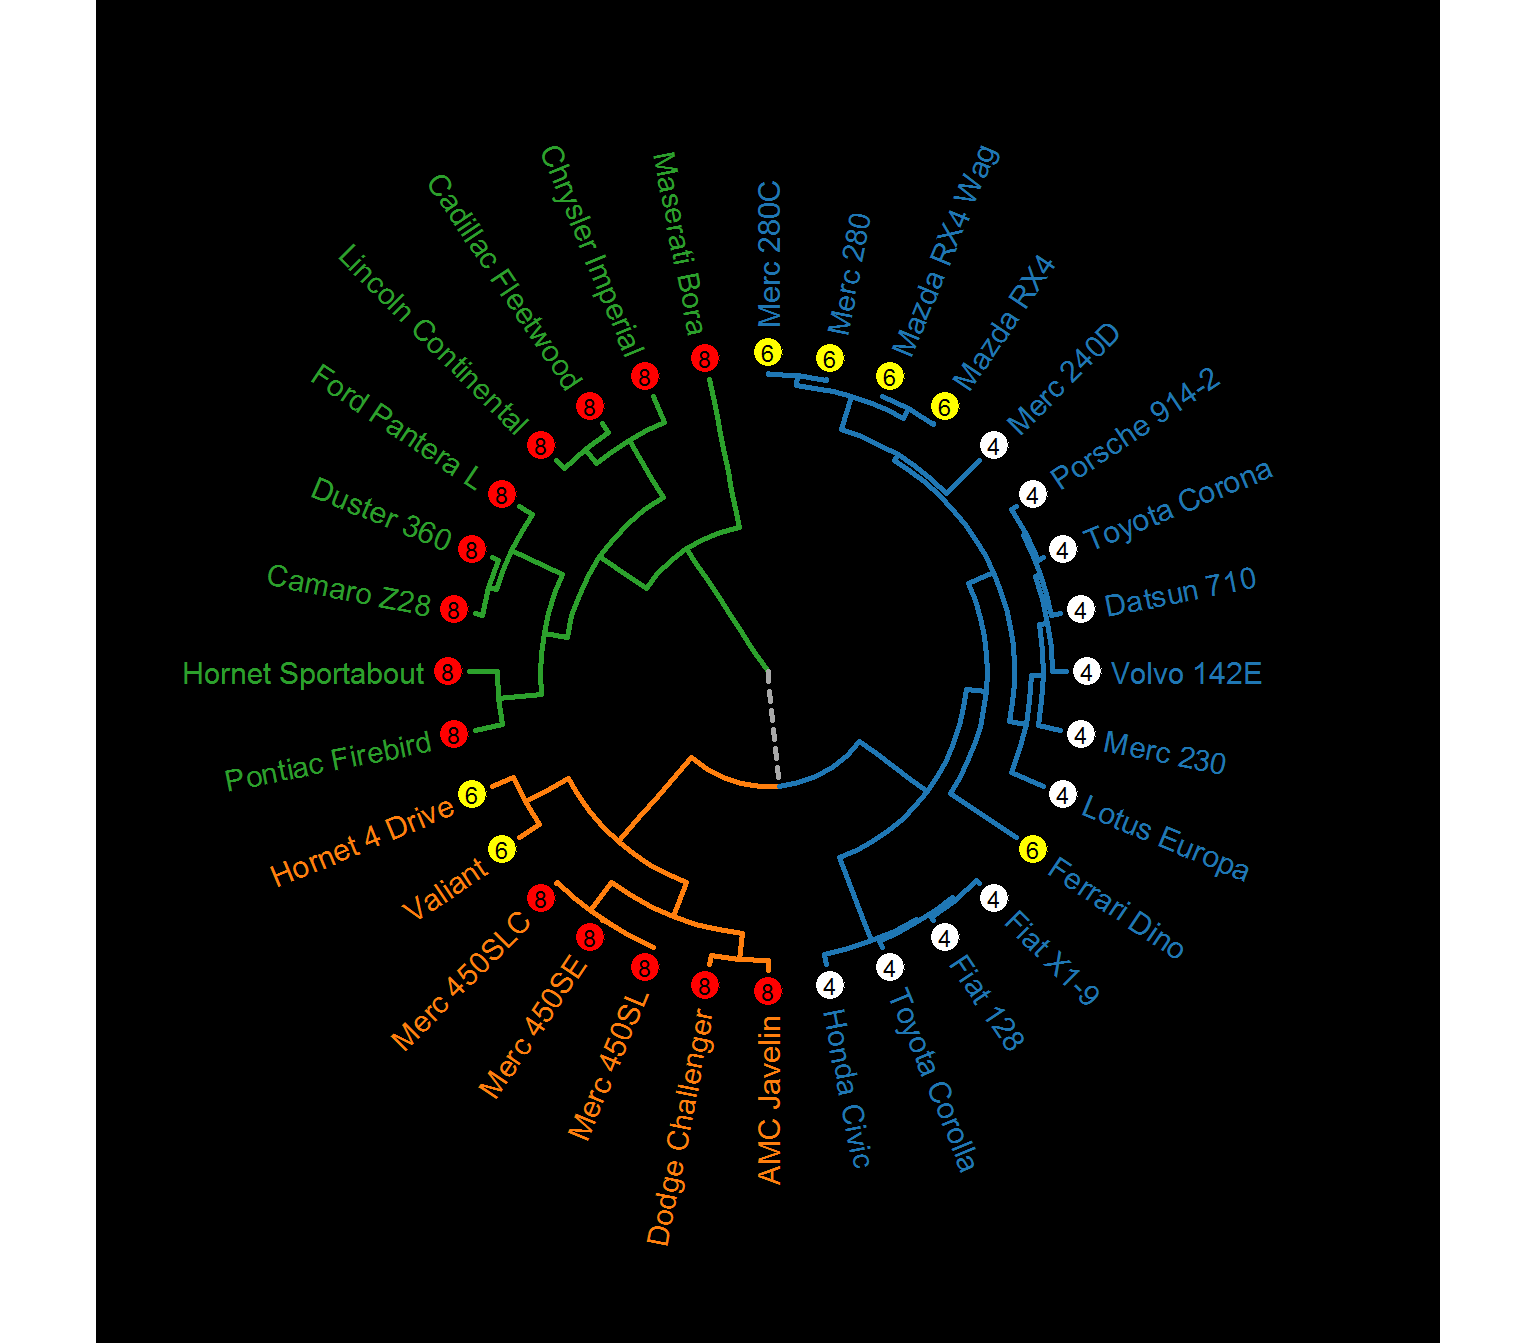 Merc 280C
6
Merc 280
6
Mazda RX4 Wag
6
Mazda RX4
6
Merc 240D
4
Porsche 914-2
4
Toyota Corona
4
Datsun 710
4
Volvo 142E
4
Merc 230
4
Lotus Europa
4
Ferrari Dino
6
Fiat X1-9
4
Fiat 128
4
Toyota Corolla
4
Honda Civic
4
AMC Javelin
8
Dodge Challenger
8
Merc 450SL
8
Merc 450SE
8
Merc 450SLC
8
Valiant
6
Hornet 4 Drive
6
Pontiac Firebird
8
Hornet Sportabout
8
Camaro Z28
8
Duster 360
8
Ford Pantera L
8
Lincoln Continental
8
Cadillac Fleetwood
8
Chrysler Imperial
8
Maserati Bora
8